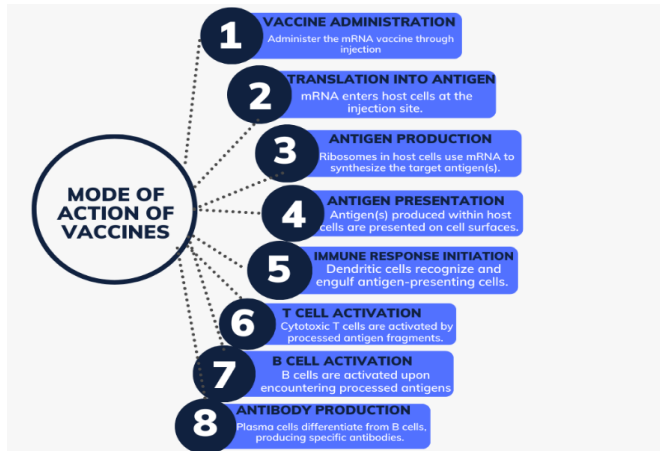 1
VACCINE ADMINISTRATION
Administer the mRNA vaccine through
injection
2
TRANSLATION INTO ANTIGEN
mRNA enters host cells at the
injection site.
3
ANTIGEN PRODUCTION
Ribosomes in host cells use mRNA to
synthesize the target antigen(s).
MODE OF
ACTION OF
VACCINES
4
ANTIGEN PRESENTATION
Antigen(s) produced within host
cells are presented on cell surfaces.
5
IMMUNE RESPONSE INITIATION
Dendritic cells recognize and
engulf antigen-presenting cells.
6
T CELL ACTIVATION
Cytotoxic T cells are activated by
processed antigen fragments.
7
B CELL ACTIVATION
B cells are activated upon
encountering processed antigens
8
ANTIBODY PRODUCTION
Plasma cells differentiate from B cells,
producing specific antibodies.